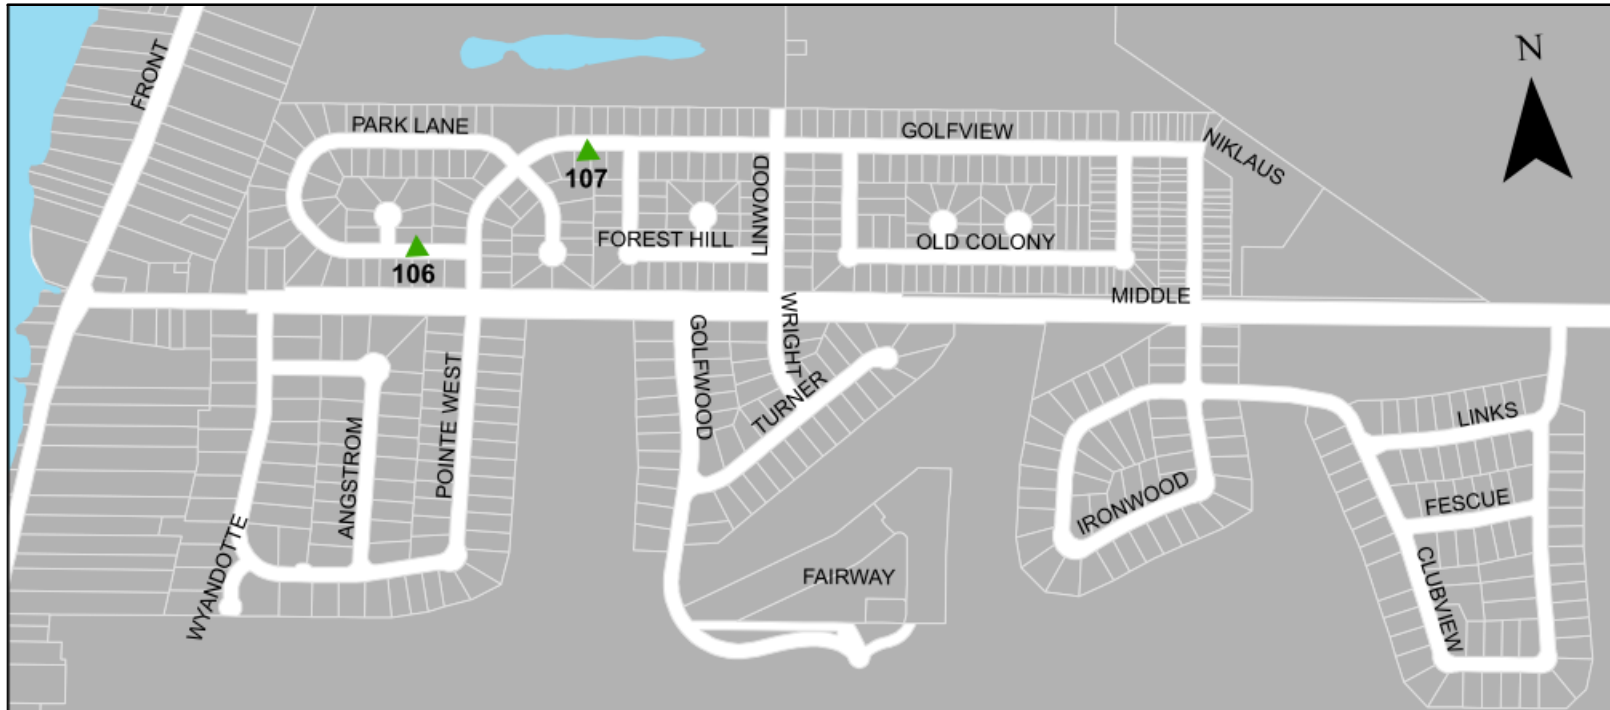 N
FRONT
PARK LANE
GOLFVIEW
NIKLAUS
107
LINWOOD
FOREST HILL
OLD COLONY
106
MIDDLE
WRIGHT
GOLFWOOD
POINTE WEST
TURNER
ANGSTROM
LINKS
IRONWOOD
FESCUE
WYANDOTTE
FAIRWAY
CLUBVIEW